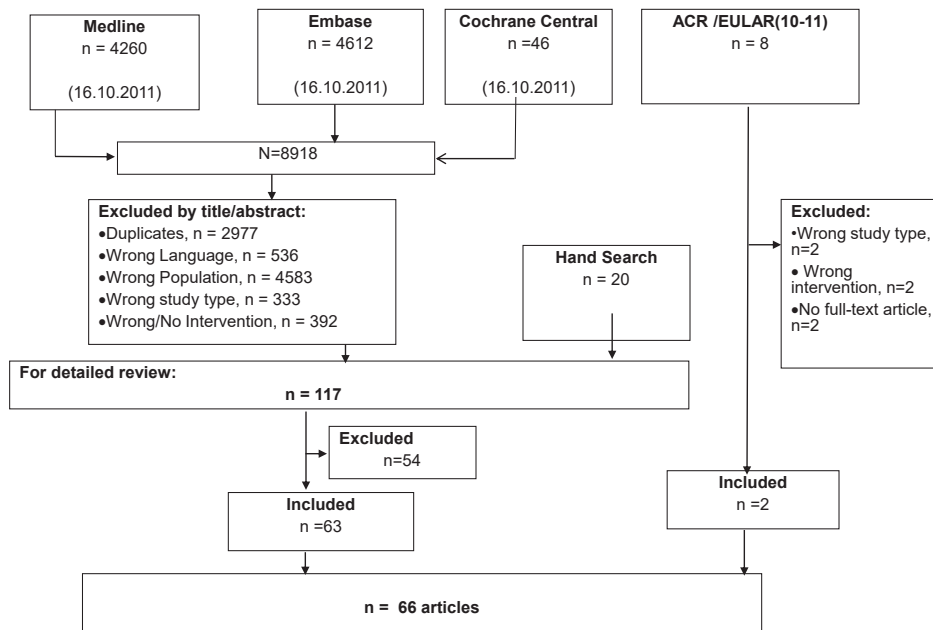 Medline
n = 4260
(16.10.2011)
Embase
n = 4612
(16.10.2011)
Cochrane Central
n =46
(16.10.2011)
ACR /EULAR(10-11)
n = 8
N=8918
Excluded by title/abstract:
•Duplicates, n = 2977
•Wrong Language, n = 536
•Wrong Population, n = 4583
•Wrong study type, n = 333
•Wrong/No Intervention, n = 392
Hand Search
n = 20
Excluded:
•Wrong study type,
n=2
• Wrong
intervention, n=2
•No full-text article,
n=2
For detailed review:
n = 117
Excluded
n=54
Included
n =63
Included
n =2
n = 66 articles